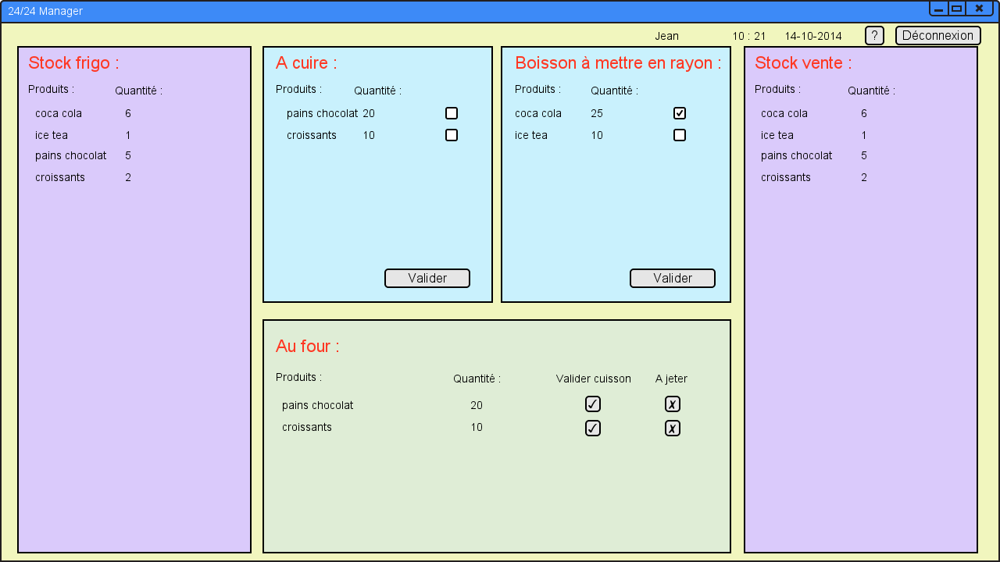 24/24 Manager
Jean 10 : 21 14-10-2014 ? Déconnexion
Stock frigo :
Produits : Quantité :
coca cola 6
ice tea 1
pains chocolat 5
croissants 2
A cuire :
Produits : Quantité :
pains chocolat 20
croissants 10
Valider
Boisson à mettre en rayon :
Produits : Quantité :
coca cola 25
ice tea 10
Valider
Au four :
Produits : Quantité : Valider cuisson A jeter
pains chocolat 20
croissants 10
Stock vente :
Produits : Quantité :
coca cola 6
ice tea 1
pains chocolat 5
croissants 2